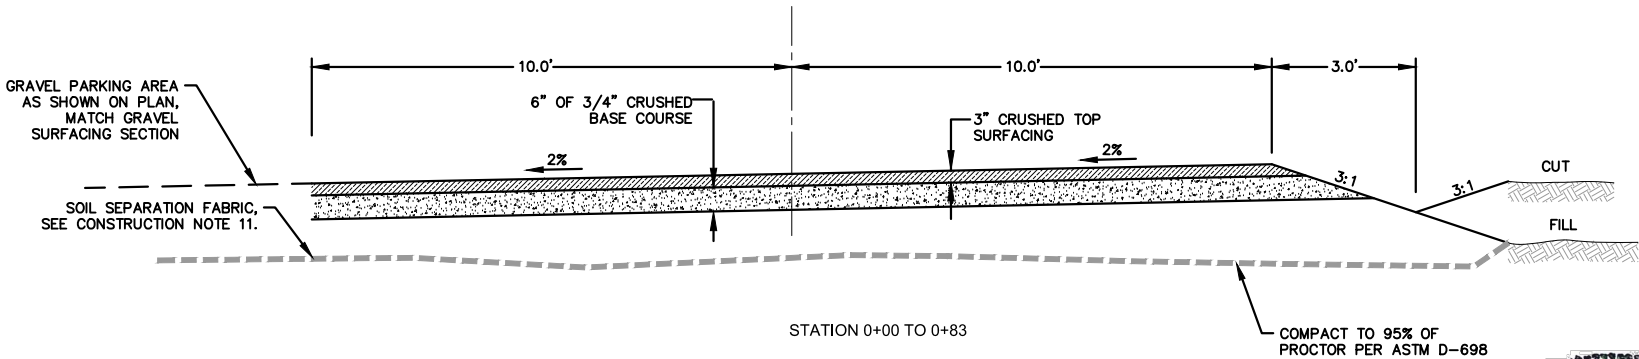 10.0'
10.0'
3.0'
GRAVEL PARKING AREA
AS SHOWN ON PLAN,
MATCH GRAVEL
SURFACING SECTION
6" OF 3/4" CRUSHED
BASE COURSE
3" CRUSHED TOP
SURFACING
2%
2%
3:1
3:1
CUT
SOIL SEPARATION FABRIC,
SEE CONSTRUCTION NOTE 11.
FILL
STATION 0+00 TO 0+83
COMPACT TO 95% OF
PROCTOR PER ASTM D-698